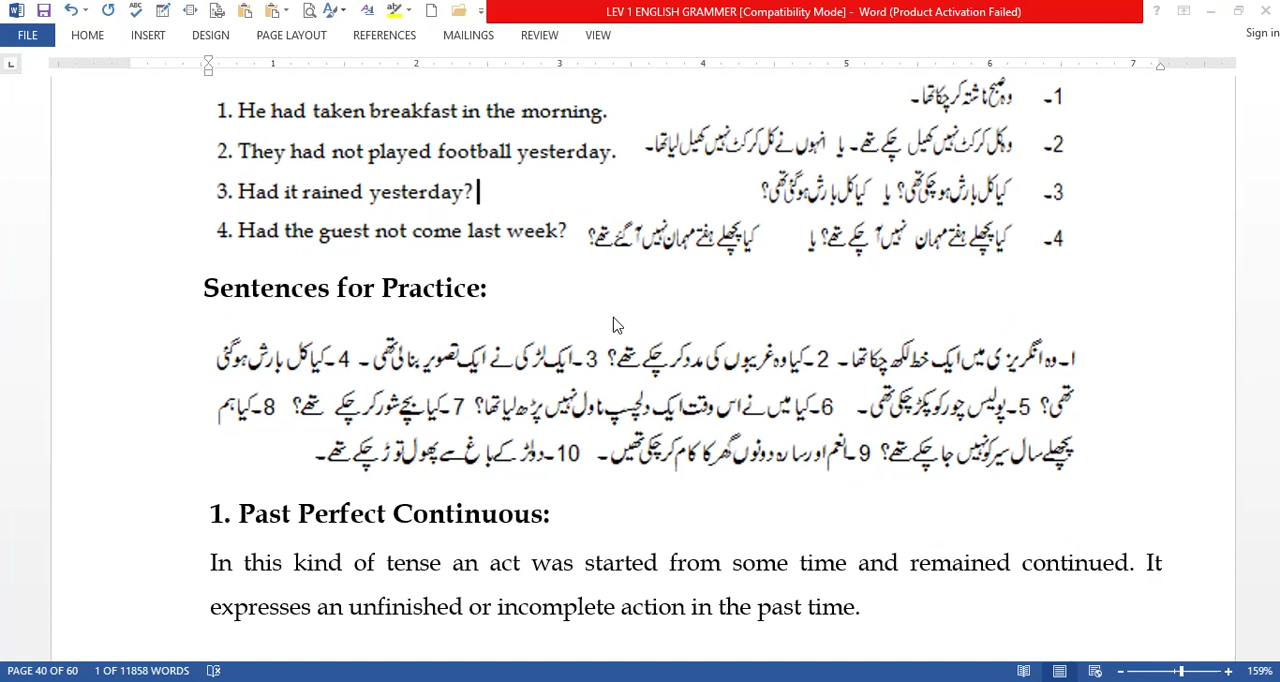 LEV 1 ENGLISH GRAMMER [Compatibility Mode] - Word (Product Activation Failed)
FILE HOME INSERT DESIGN PAGE LAYOUT REFERENCES MAILINGS REVIEW VIEW Sign in
1 2 3 4 5 6 7
1. He had taken breakfast in the morning. 1۔ وہ صبح ناشتہ کر چکا تھا۔
2. They had not played football yesterday. 2۔ وہ کل کرکٹ نہیں کھیل چکے تھے۔ یا انہوں نے کل کرکٹ نہیں کھیل لیا تھا۔
3. Had it rained yesterday? 3۔ کیا کل بارش ہو چکی تھی؟ یا کیا کل بارش ہو گئی تھی؟
4. Had the guest not come last week? 4۔ کیا پچھلے ہفتے مہمان نہیں آ چکے تھے؟ یا کیا پچھلے ہفتے مہمان نہیں آ گئے تھے؟
Sentences for Practice:
ا۔وہ انگریزی میں ایک خط لکھ چکا تھا۔ 2۔کیا وہ غریبوں کی مدد کر چکے تھے؟ 3۔ایک لڑکی نے ایک تصویر بنائی تھی۔ 4۔کیا کل بارش ہو گئی
تھی؟ 5۔پولیس چور کو پکڑ چکی تھی۔ 6۔کیا میں نے اس وقت ایک دلچسپ ناول نہیں پڑھ لیا تھا؟ 7۔کیا بچے شور کر چکے تھے؟ 8۔کیا ہم
پچھلے سال سیر کو نہیں جا چکے تھے؟ 9۔انعم اور سارہ دونوں گھر کا کام کر چکی تھیں۔ 10۔دو لڑکے باغ سے پھول توڑ چکے تھے۔
1. Past Perfect Continuous:
In this kind of tense an act was started from some time and remained continued. It
expresses an unfinished or incomplete action in the past time.
PAGE 40 OF 60 1 OF 11858 WORDS 159%